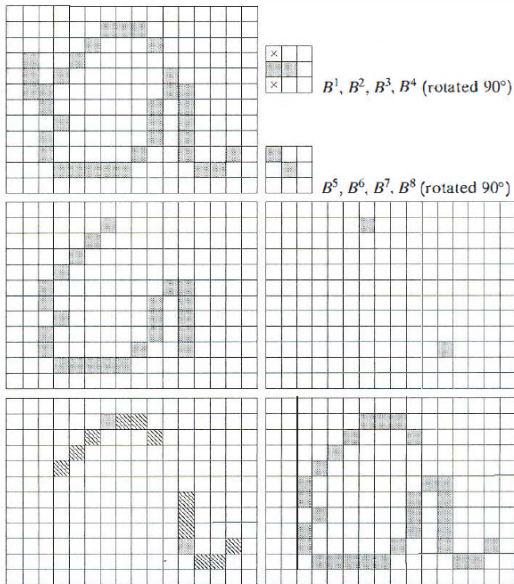 B¹, B², B³, B⁴ (rotated 90°)
B⁵, B⁶, B⁷, B⁸ (rotated 90°)